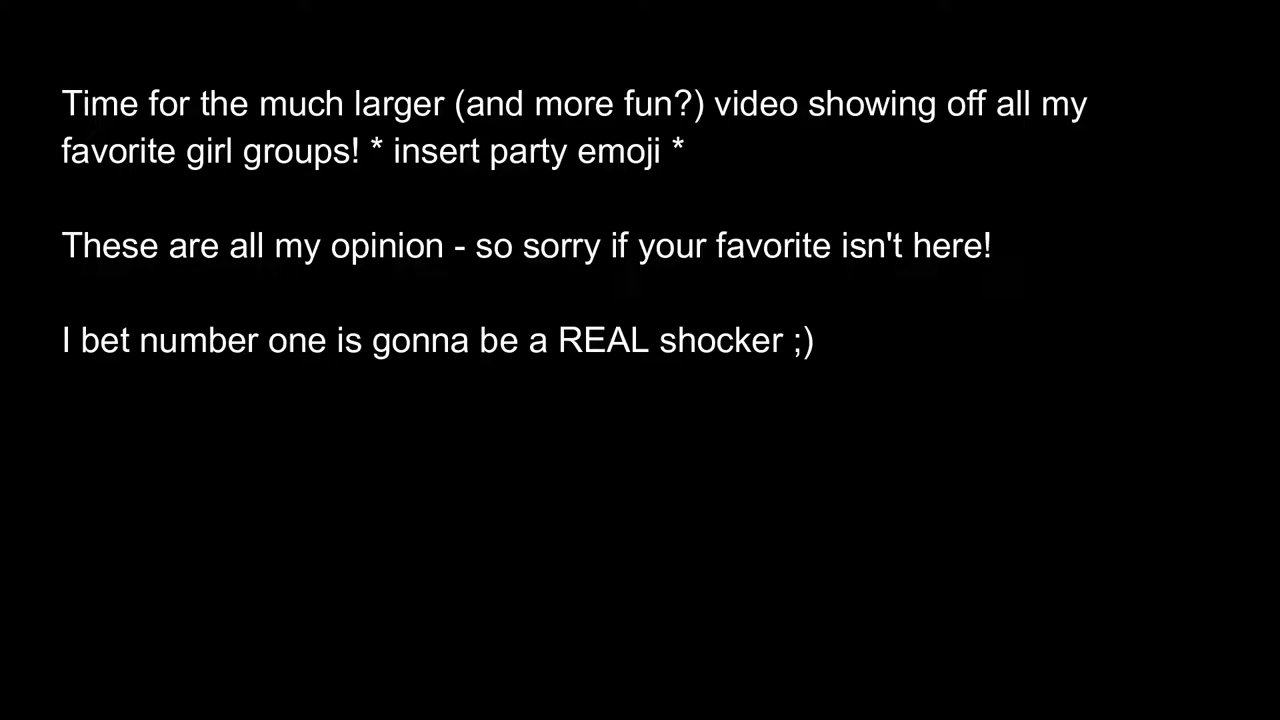 Time for the much larger (and more fun?) video showing off all my
favorite girl groups! * insert party emoji *
These are all my opinion - so sorry if your favorite isn't here!
I bet number one is gonna be a REAL shocker ;)